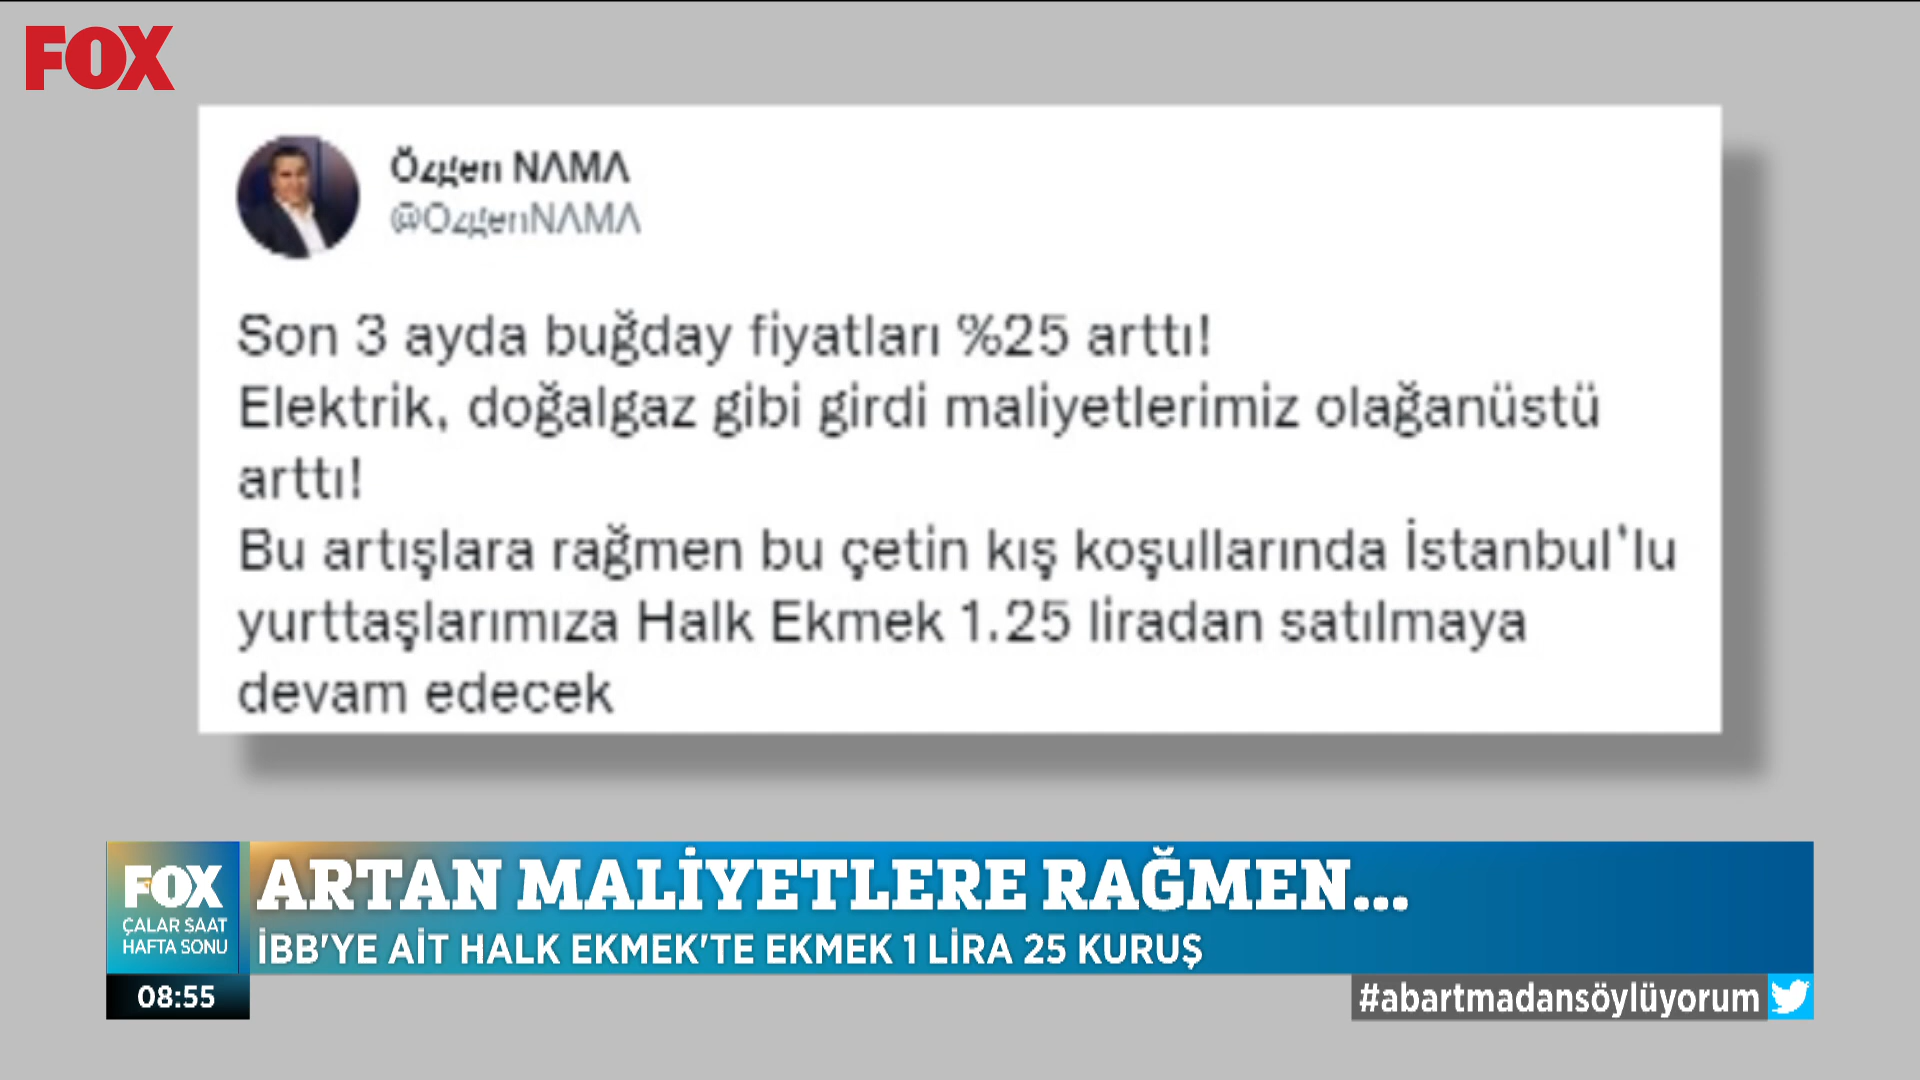 FOX
Özgen NAMA
@OzgenNAMA
Son 3 ayda buğday fiyatları %25 arttı!
Elektrik, doğalgaz gibi girdi maliyetlerimiz olağanüstü
arttı!
Bu artışlara rağmen bu çetin kış koşullarında İstanbul'lu
yurttaşlarımıza Halk Ekmek 1.25 liradan satılmaya
devam edecek
FOX
ÇALAR SAAT
HAFTA SONU
ARTAN MALİYETLERE RAĞMEN...
İBB'YE AİT HALK EKMEK'TE EKMEK 1 LİRA 25 KURUŞ
08:55
#abartmadansöylüyorum